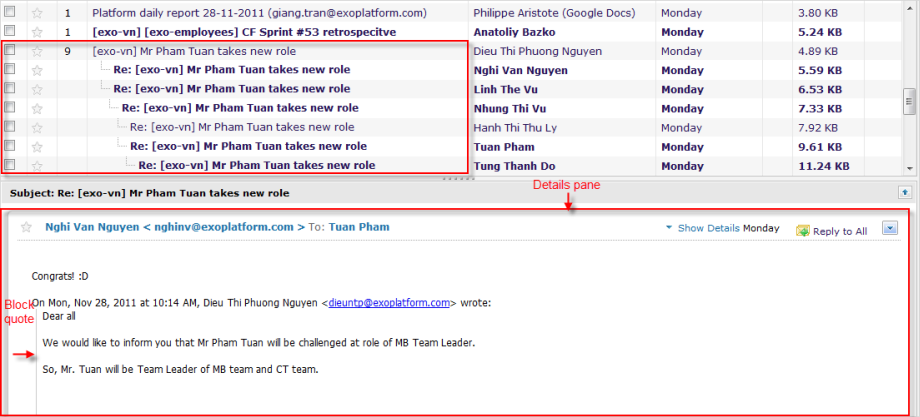 1 Platform daily report 28-11-2011 (giang.tran@exoplatform.com) Philippe Aristote (Google Docs) Monday 3.80 KB
1 [exo-vn] [exo-employees] CF Sprint #53 retrospecitve Anatoliy Bazko Monday 5.24 KB
9 [exo-vn] Mr Pham Tuan takes new role Dieu Thi Phuong Nguyen Monday 4.89 KB
Re: [exo-vn] Mr Pham Tuan takes new role Nghi Van Nguyen Monday 5.59 KB
Re: [exo-vn] Mr Pham Tuan takes new role Linh The Vu Monday 6.53 KB
Re: [exo-vn] Mr Pham Tuan takes new role Nhung Thi Vu Monday 7.33 KB
Re: [exo-vn] Mr Pham Tuan takes new role Hanh Thi Thu Ly Monday 7.92 KB
Re: [exo-vn] Mr Pham Tuan takes new role Tuan Pham Monday 9.61 KB
Re: [exo-vn] Mr Pham Tuan takes new role Tung Thanh Do Monday 11.24 KB
Details pane
Subject: Re: [exo-vn] Mr Pham Tuan takes new role
Nghi Van Nguyen < nghinv@exoplatform.com > To: Tuan Pham Show Details Monday Reply to All
Congrats! :D
On Mon, Nov 28, 2011 at 10:14 AM, Dieu Thi Phuong Nguyen <dieuntp@exoplatform.com> wrote:
Block
quote
Dear all
We would like to inform you that Mr Pham Tuan will be challenged at role of MB Team Leader.
So, Mr. Tuan will be Team Leader of MB team and CT team.